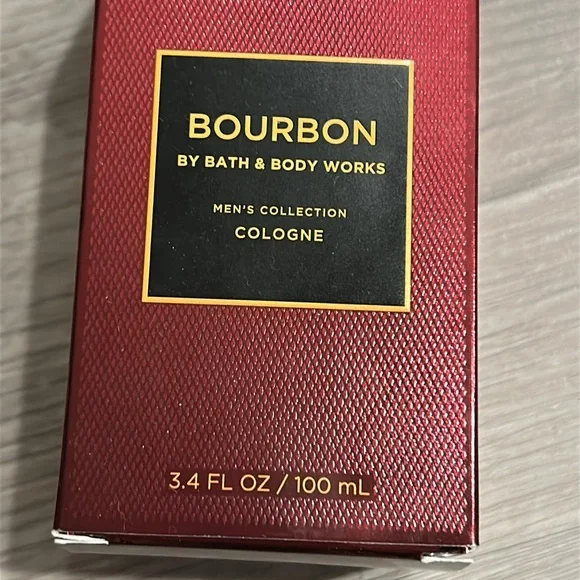 BOURBON
BY BATH & BODY WORKS
MEN'S COLLECTION
COLOGNE
3.4 FL OZ / 100 mL